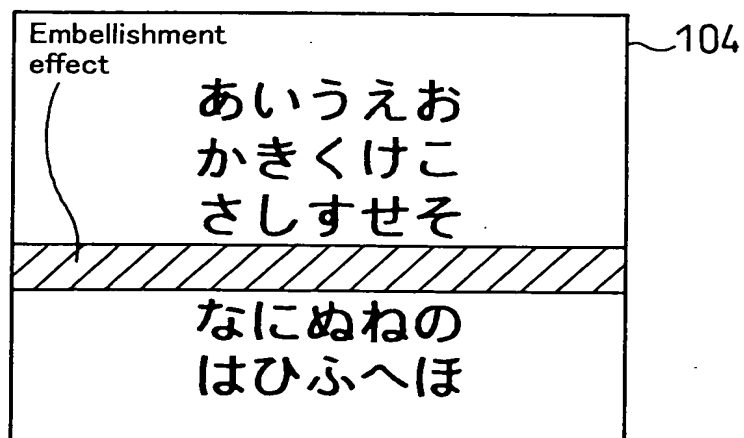 Embellishment
effect
104
あいうえお
かきくけこ
さしすせそ
なにぬねの
はひふへほ